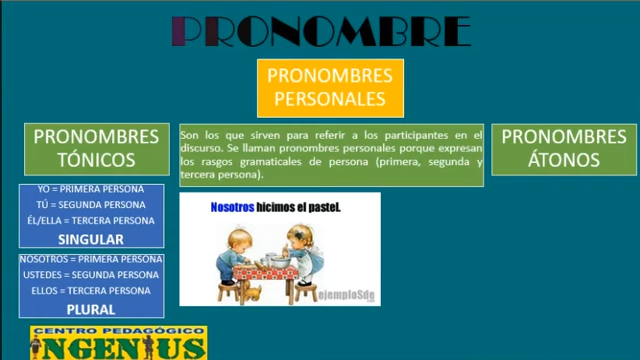 PRONOMBRE
PRONOMBRES
PERSONALES
PRONOMBRES
TÓNICOS
Son los que sirven para referir a los participantes en el
discurso. Se llaman pronombres personales porque expresan
los rasgos gramaticales de persona (primera, segunda y
tercera persona).
PRONOMBRES
ÁTONOS
YO = PRIMERA PERSONA
TÚ = SEGUNDA PERSONA
ÉL/ELLA = TERCERA PERSONA
SINGULAR
NOSOTROS = PRIMERA PERSONA
USTEDES = SEGUNDA PERSONA
ELLOS = TERCERA PERSONA
PLURAL
Nosotros hicimos el pastel.
ejemploSde
CENTRO PEDAGÓGICO
INGENIUS